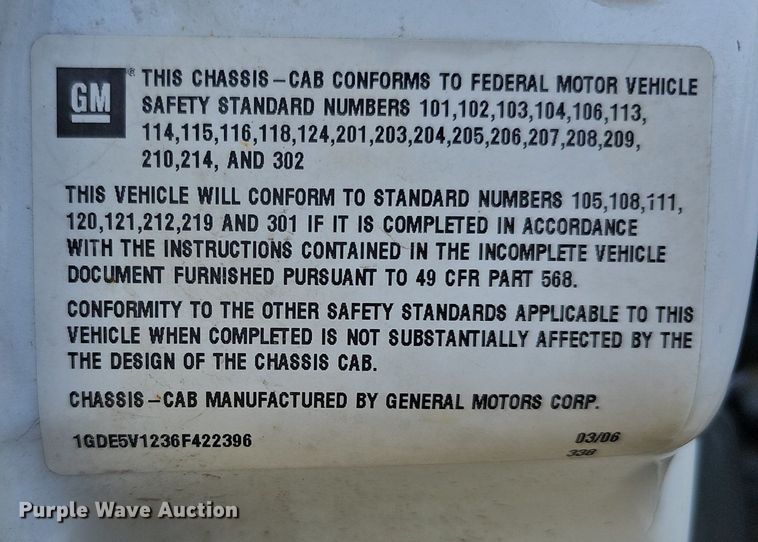 GM ® THIS CHASSIS-CAB CONFORMS TO FEDERAL MOTOR VEHICLE
SAFETY STANDARD NUMBERS 101,102,103,104,106,113,
114,115,116,118,124,201,203,204,205,206,207,208,209,
210,214, AND 302
THIS VEHICLE WILL CONFORM TO STANDARD NUMBERS 105,108,111,
120,121,212,219 AND 301 IF IT IS COMPLETED IN ACCORDANCE
WITH THE INSTRUCTIONS CONTAINED IN THE INCOMPLETE VEHICLE
DOCUMENT FURNISHED PURSUANT TO 49 CFR PART 568.
CONFORMITY TO THE OTHER SAFETY STANDARDS APPLICABLE TO THIS
VEHICLE WHEN COMPLETED IS NOT SUBSTANTIALLY AFFECTED BY THE
THE DESIGN OF THE CHASSIS CAB.
CHASSIS-CAB MANUFACTURED BY GENERAL MOTORS CORP.
1GDE5V1236F422396 03/06
338
Purple Wave Auction